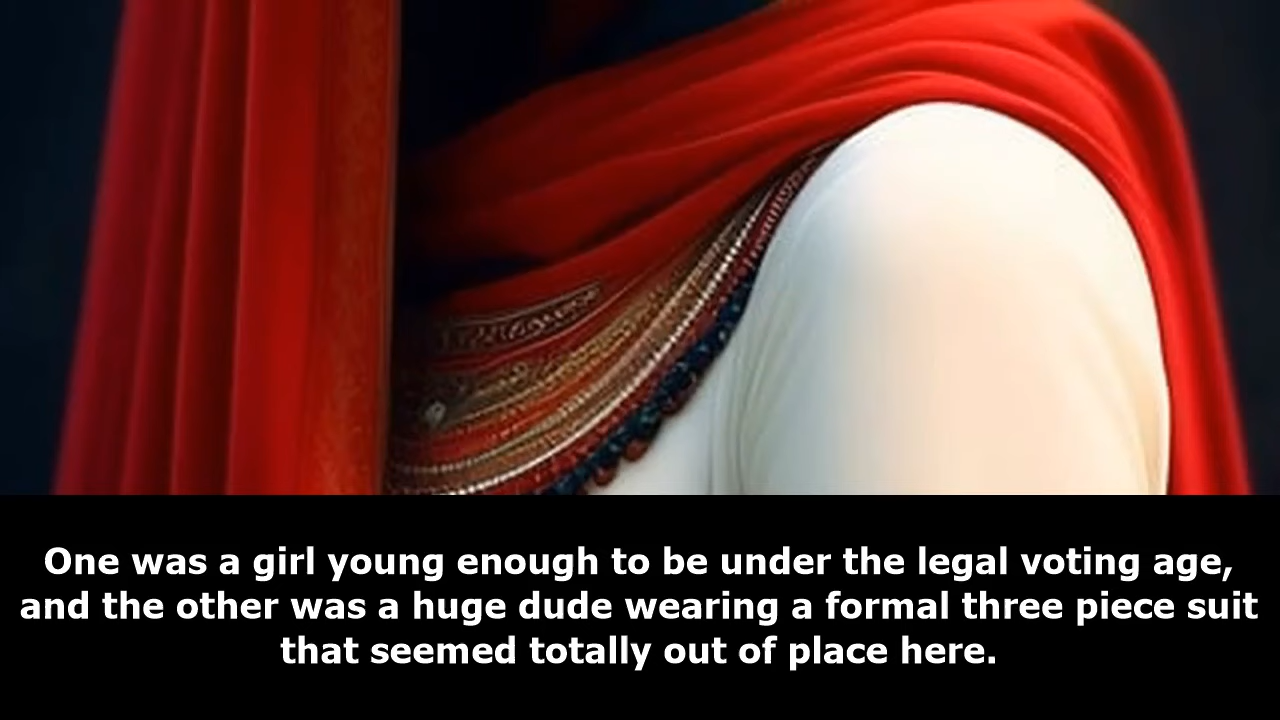 One was a girl young enough to be under the legal voting age,
and the other was a huge dude wearing a formal three piece suit
that seemed totally out of place here.